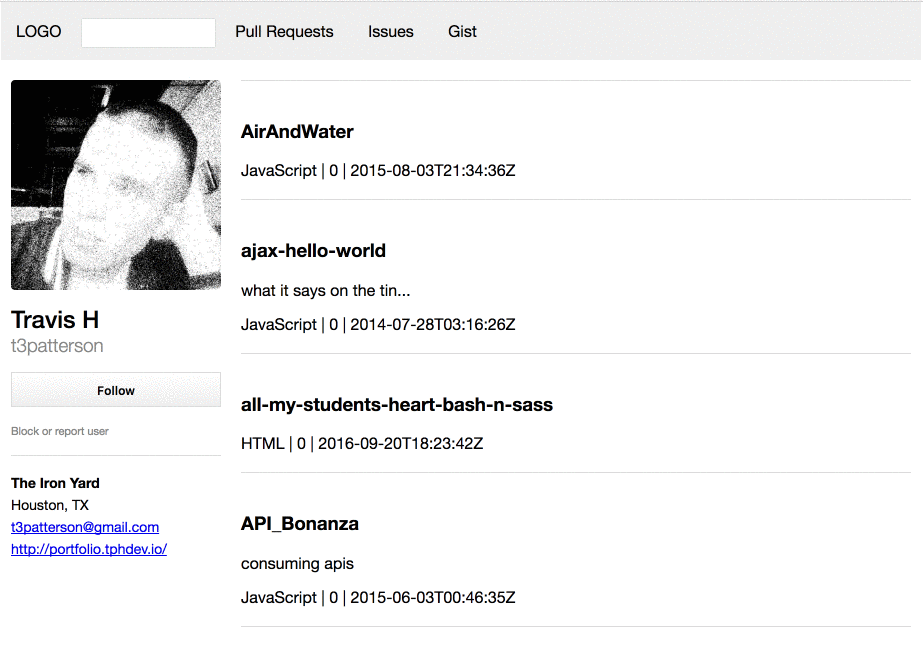 LOGO Pull Requests Issues Gist
Travis H
t3patterson
Follow
Block or report user
The Iron Yard
Houston, TX
t3patterson@gmail.com
http://portfolio.tphdev.io/
AirAndWater
JavaScript | 0 | 2015-08-03T21:34:36Z
ajax-hello-world
what it says on the tin...
JavaScript | 0 | 2014-07-28T03:16:26Z
all-my-students-heart-bash-n-sass
HTML | 0 | 2016-09-20T18:23:42Z
API_Bonanza
consuming apis
JavaScript | 0 | 2015-06-03T00:46:35Z